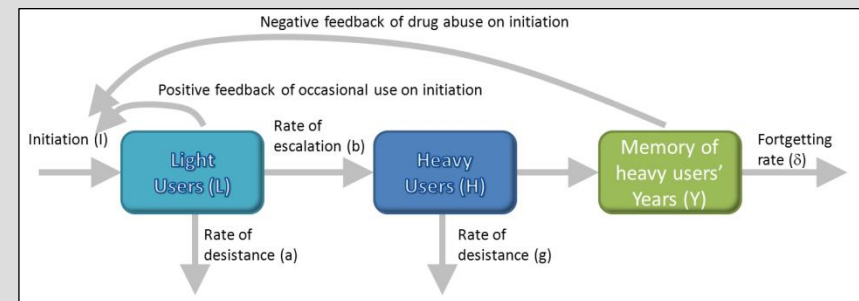 Negative feedback of drug abuse on initiation
Positive feedback of occasional use on initiation
Initiation (I)
Light
Users (L)
Rate of
escalation (b)
Heavy
Users (H)
Memory of
heavy users'
Years (Y)
Fortgetting
rate (δ)
Rate of
desistance (a)
Rate of
desistance (g)